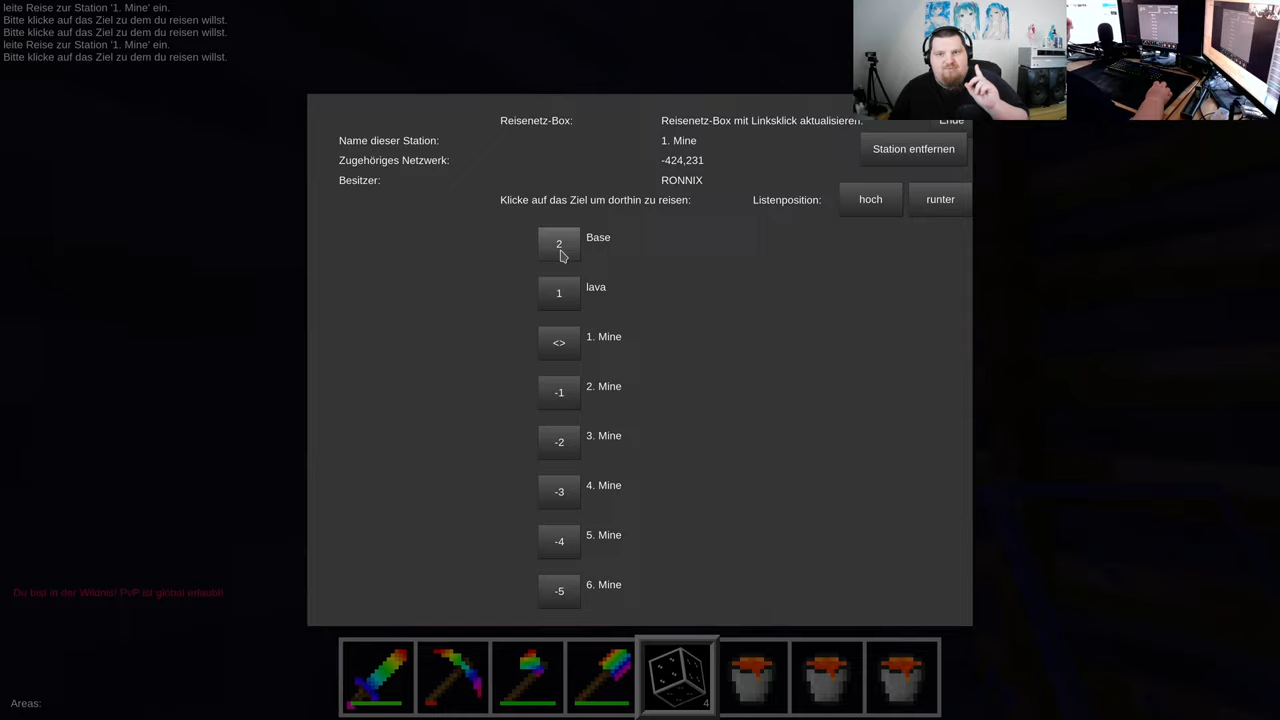 leite Reise zur Station '1. Mine' ein.
Bitte klicke auf das Ziel zu dem du reisen willst.
Bitte klicke auf das Ziel zu dem du reisen willst.
leite Reise zur Station '1. Mine' ein.
Bitte klicke auf das Ziel zu dem du reisen willst.
Reisenetz-Box: Reisenetz-Box mit Linksklick aktualisieren. Ende
Name dieser Station: 1. Mine
Station entfernen
Zugehöriges Netzwerk: -424,231
Besitzer: RONNIX
Klicke auf das Ziel um dorthin zu reisen: Listenposition: hoch runter
2 Base
1 lava
<> 1. Mine
-1 2. Mine
-2 3. Mine
-3 4. Mine
-4 5. Mine
-5 6. Mine
Du bist in der Wildnis! PvP ist global erlaubt!
4
Areas: